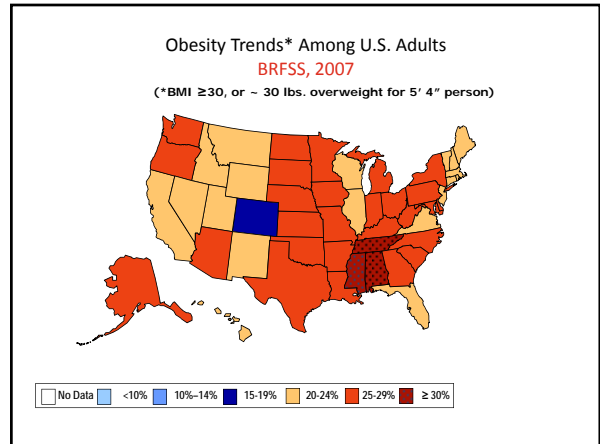 Obesity Trends* Among U.S. Adults
BRFSS, 2007
(*BMI ≥30, or ~ 30 lbs. overweight for 5' 4" person)
No Data <10% 10%–14% 15-19% 20-24% 25-29% ≥ 30%